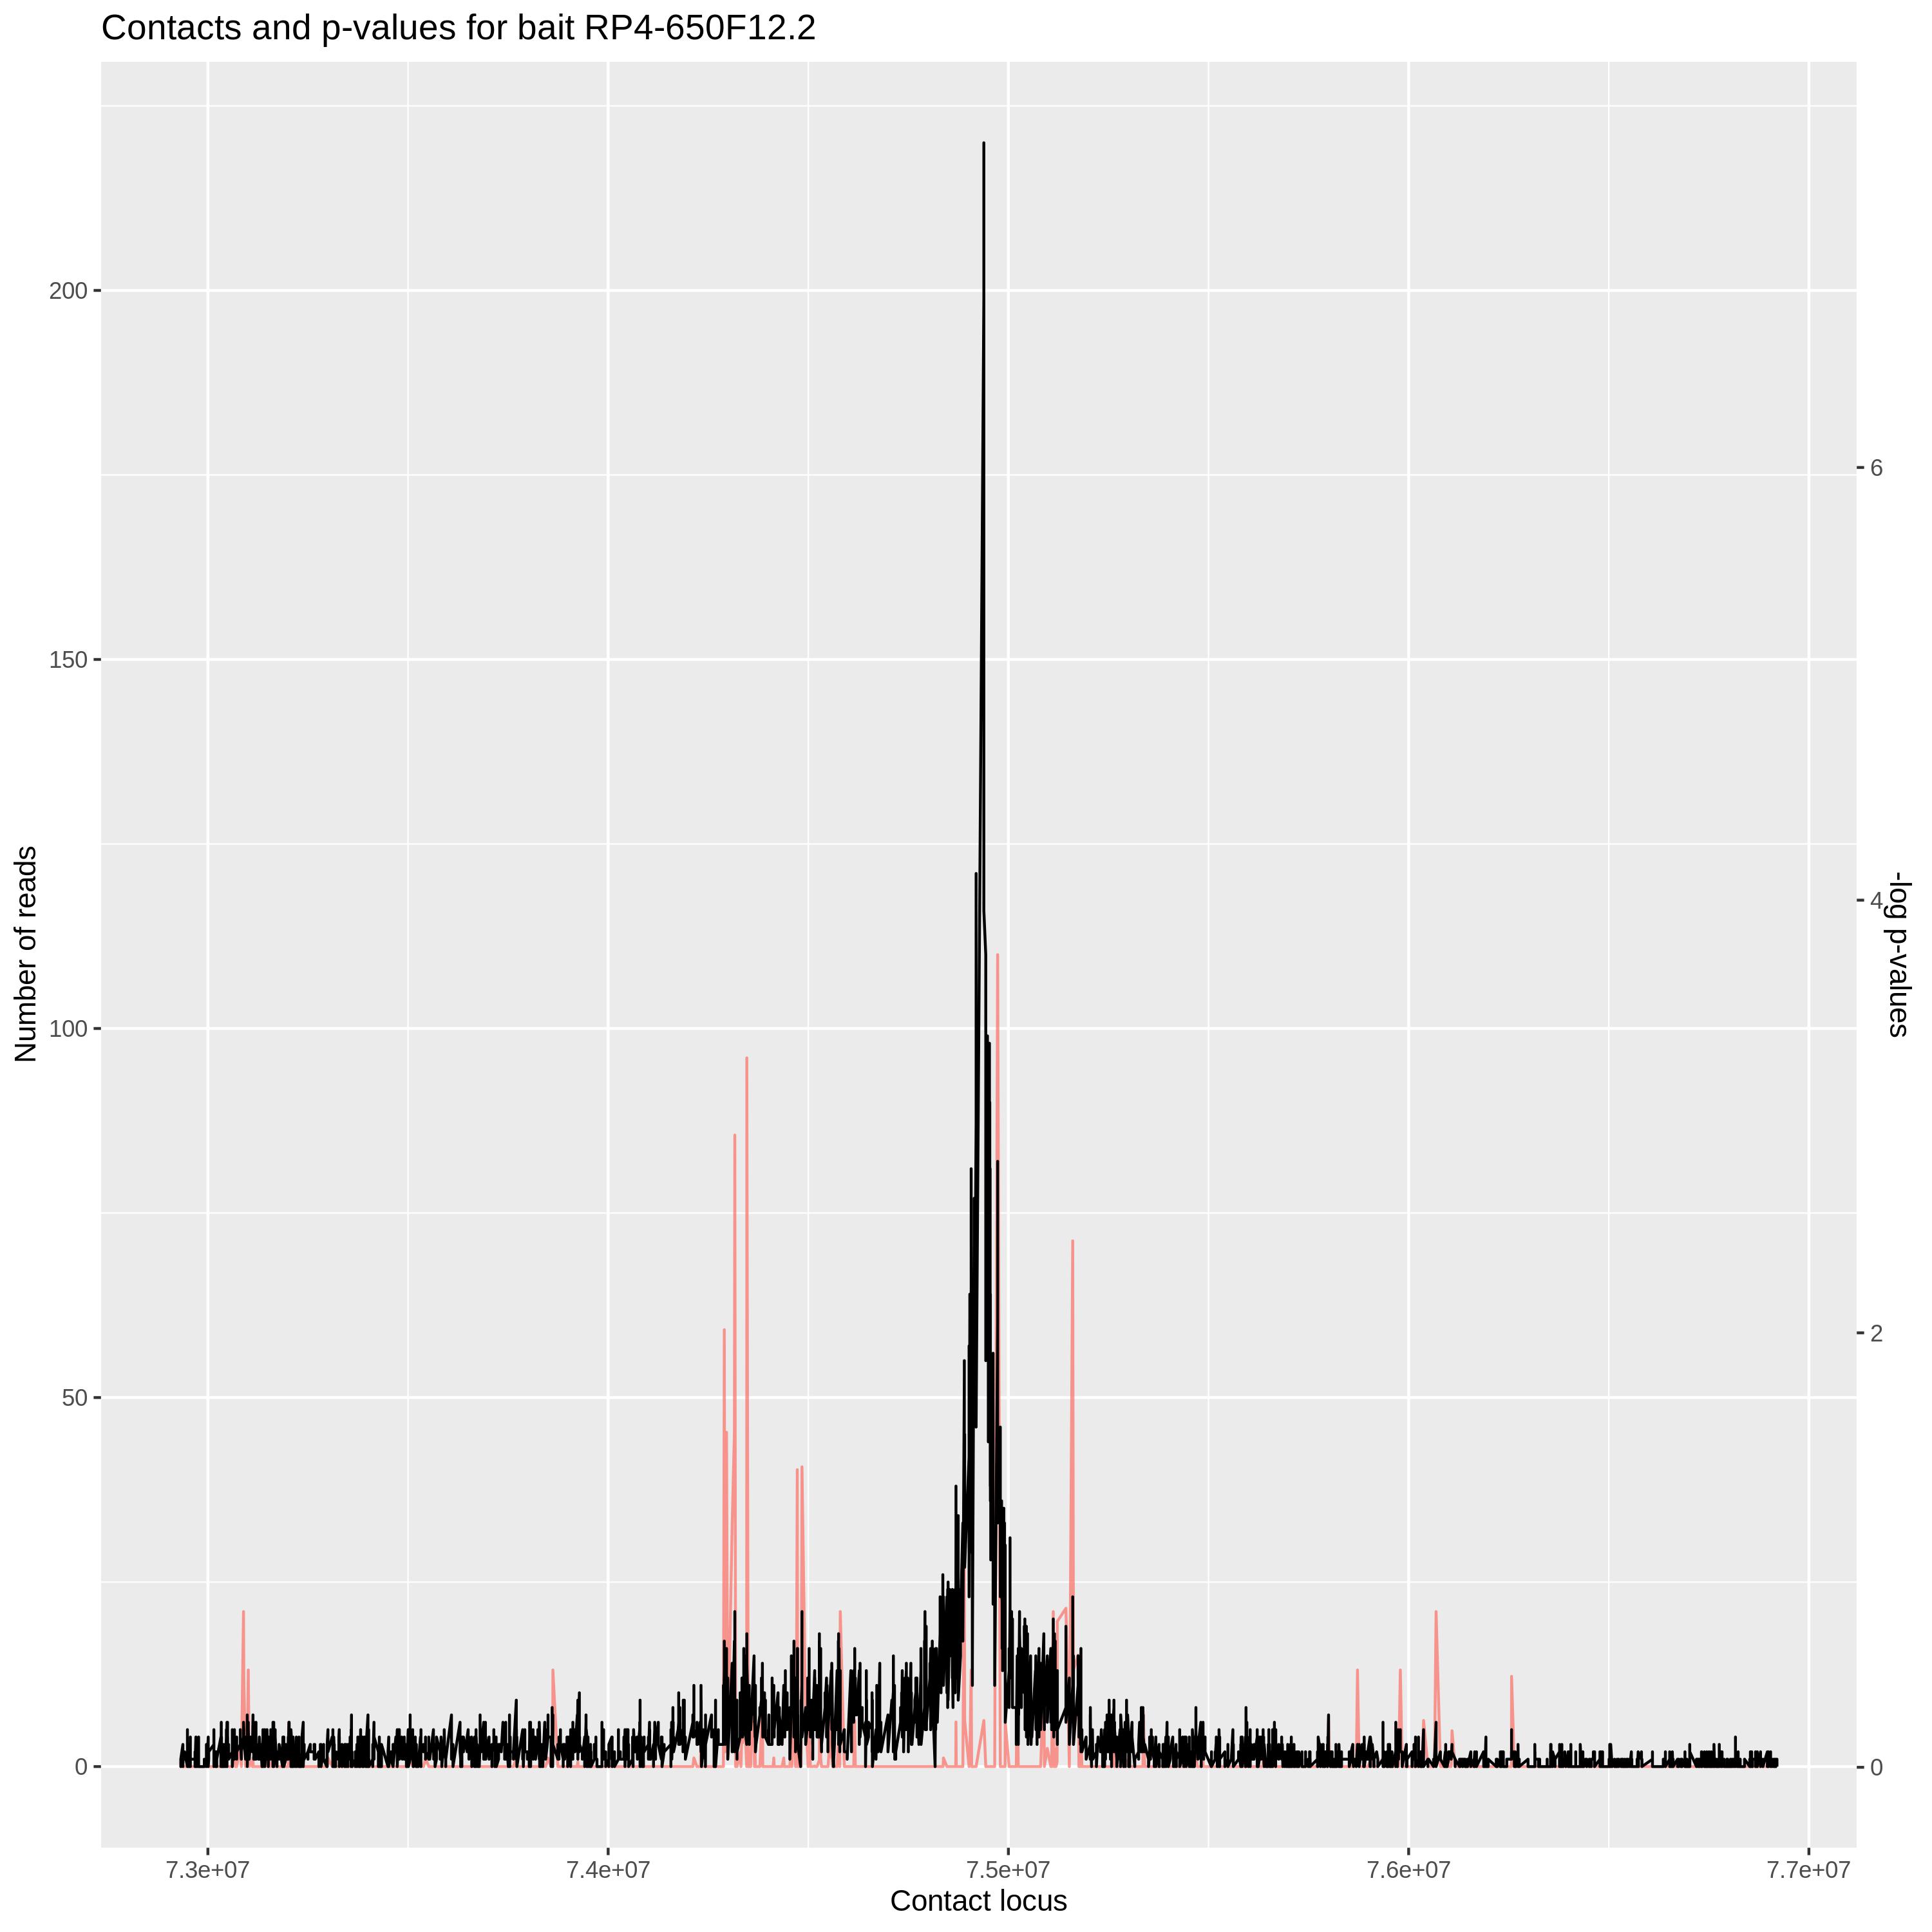 Contacts and p-values for bait RP4-650F12.2
Number of reads
200
150
100
50
0
6
4
2
0
-log p-values
7.3e+07
7.4e+07
7.5e+07
7.6e+07
7.7e+07
Contact locus